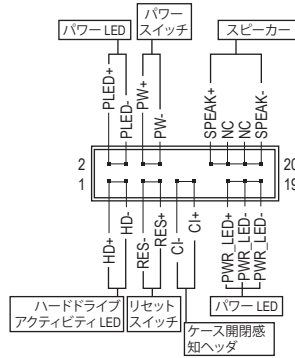 パワー LED
パワー
スイッチ
スピーカー
PLED+
PLED-
PW+
PW-
SPEAK+
NC
NC
SPEAK-
2
20
1
19
HD+
HD-
RES-
RES+
CI-
CI+
PWR_LED+
PWR_LED-
PWR_LED-
ハードドライブ
アクティビティ LED
リセット
スイッチ
パワー LED
ケース開閉感
知ヘッダ